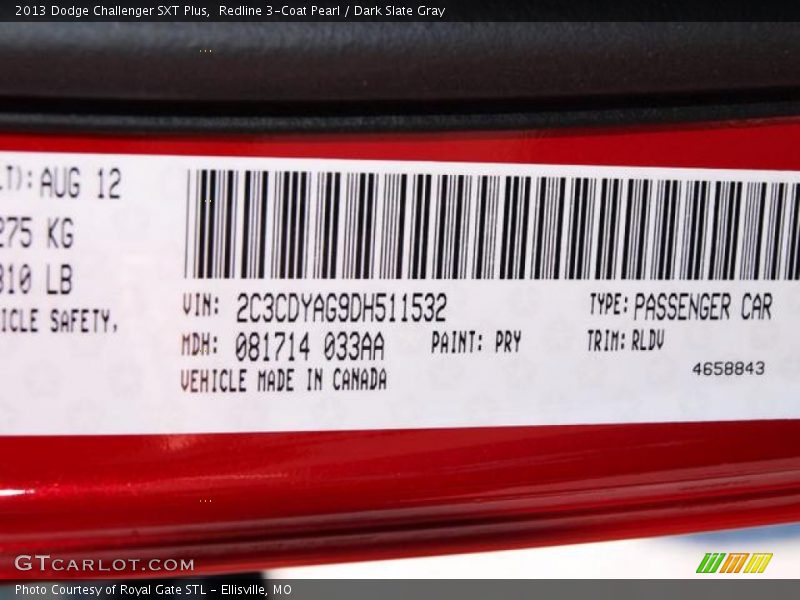 2013 Dodge Challenger SXT Plus, Redline 3-Coat Pearl / Dark Slate Gray
AUG 12
275 KG
310 LB
ICLE SAFETY,
VIN: 2C3CDYAG9DH511532
TYPE: PASSENGER CAR
MDH: 081714 033AA
PAINT: PRY
TRIM: RLDV
VEHICLE MADE IN CANADA
4658843
GTCARLOT.COM
Photo Courtesy of Royal Gate STL - Ellisville, MO